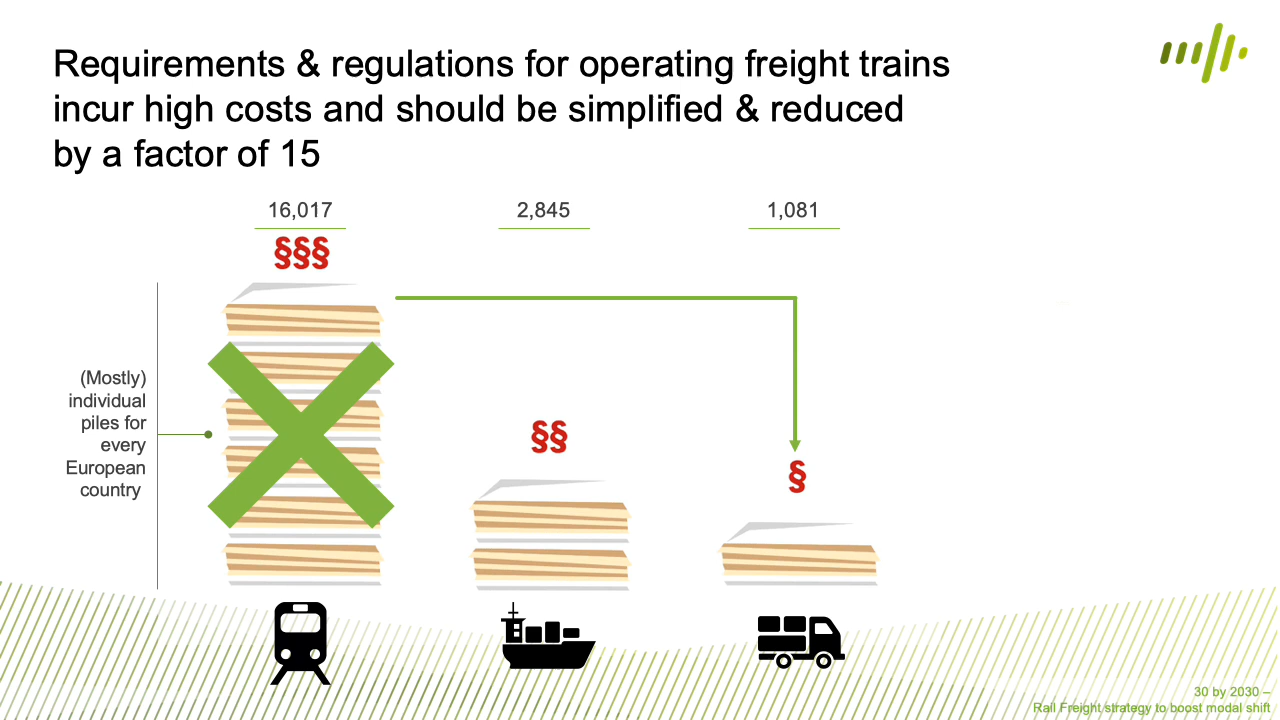 Requirements & regulations for operating freight trains
incur high costs and should be simplified & reduced
by a factor of 15
16,017
2,845
1,081
§§§
§§
§
(Mostly)
individual
piles for
every
European
country
30 by 2030 –
Rail Freight strategy to boost modal shift